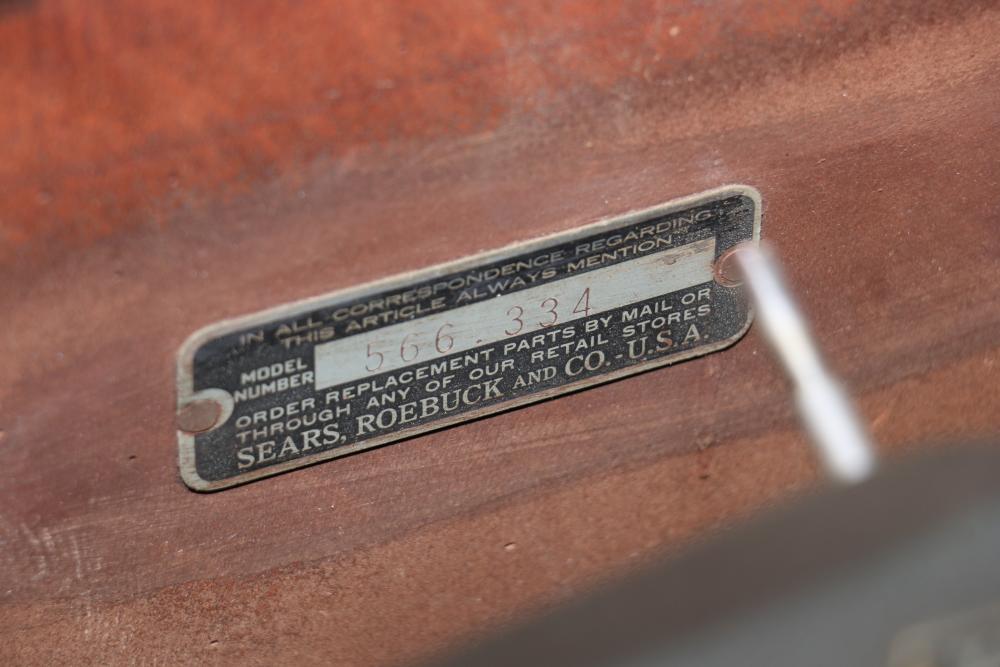 IN ALL CORRESPONDENCE REGARDING
THIS ARTICLE ALWAYS MENTION
MODEL
NUMBER
566.334
ORDER REPLACEMENT PARTS BY MAIL OR
THROUGH ANY OF OUR RETAIL STORES
SEARS, ROEBUCK AND CO.-U.S.A.